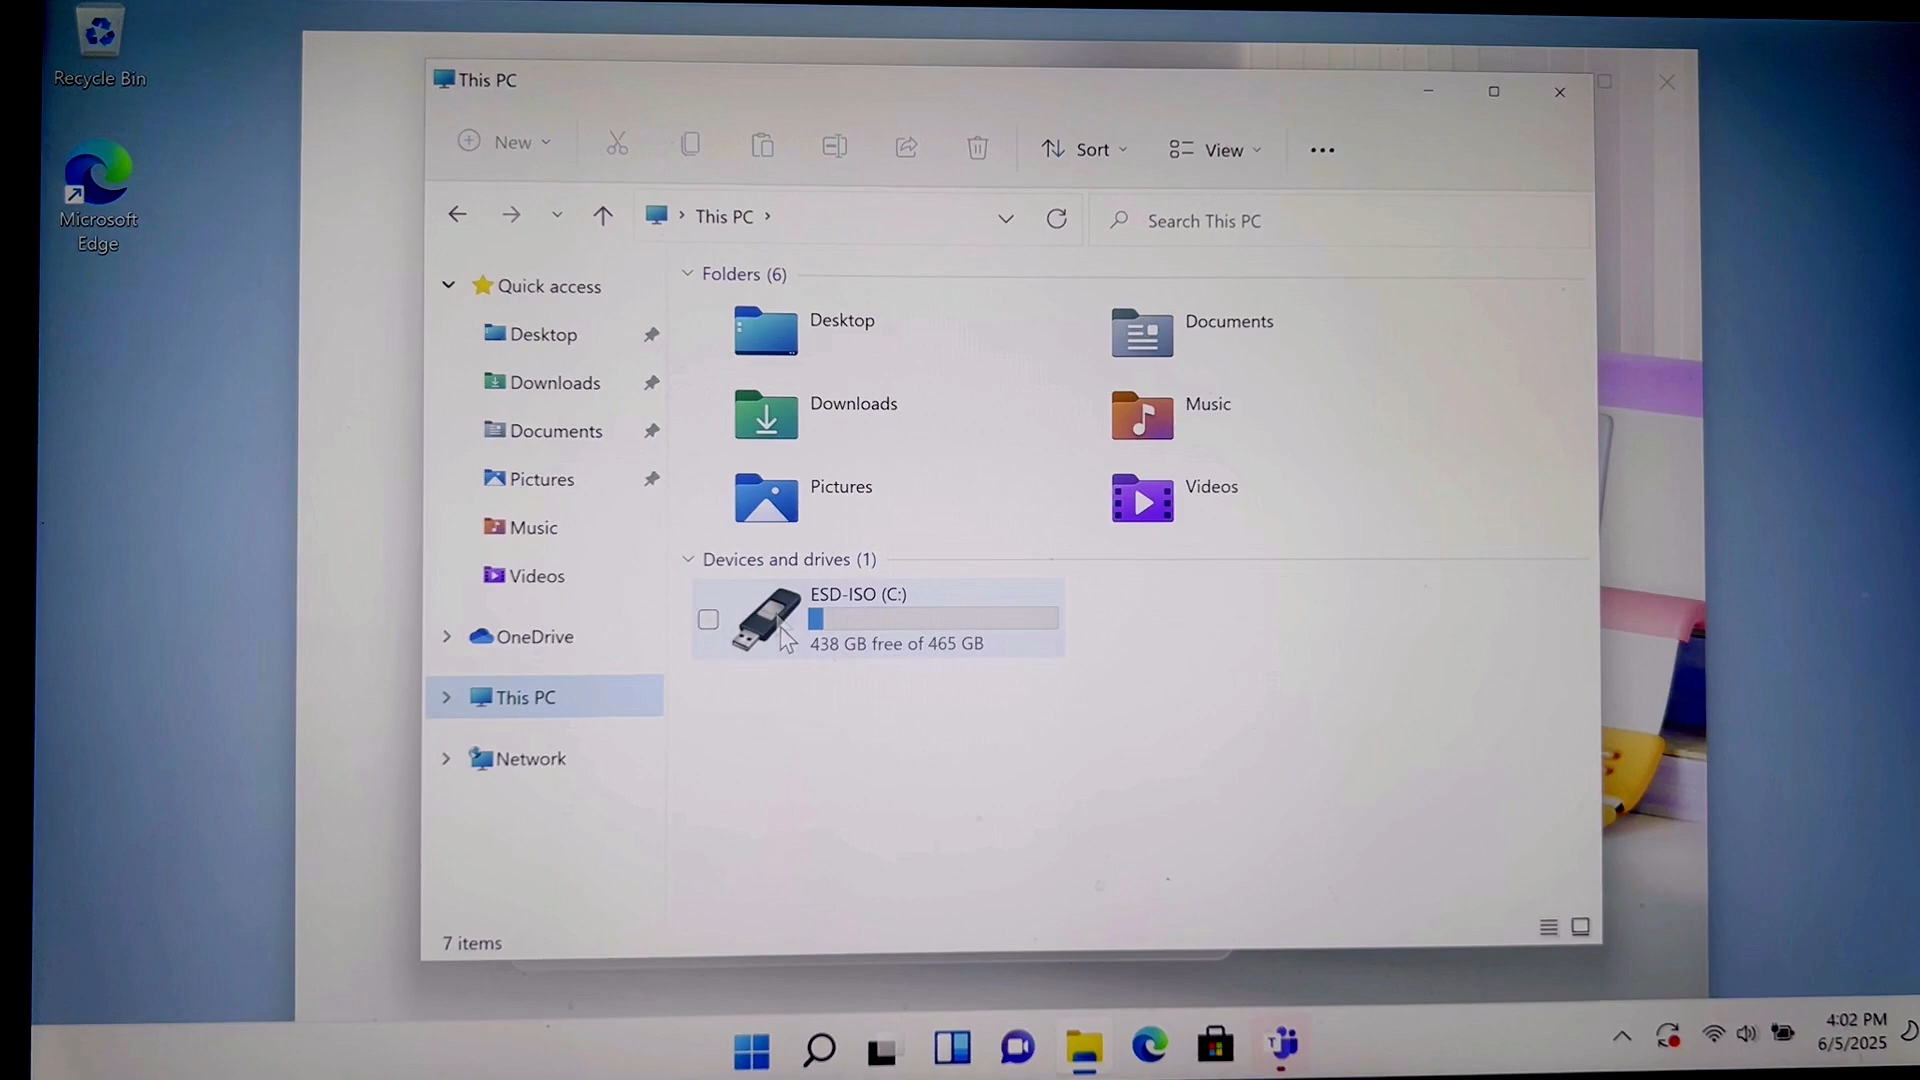 Recycle Bin
Microsoft
Edge
This PC
New
Sort
View
This PC
Search This PC
Quick access
Desktop
Downloads
Documents
Pictures
Music
Videos
OneDrive
This PC
Network
Folders (6)
Desktop
Documents
Downloads
Music
Pictures
Videos
Devices and drives (1)
ESD-ISO (C:)
438 GB free of 465 GB
7 items
4:02 PM
6/5/2025